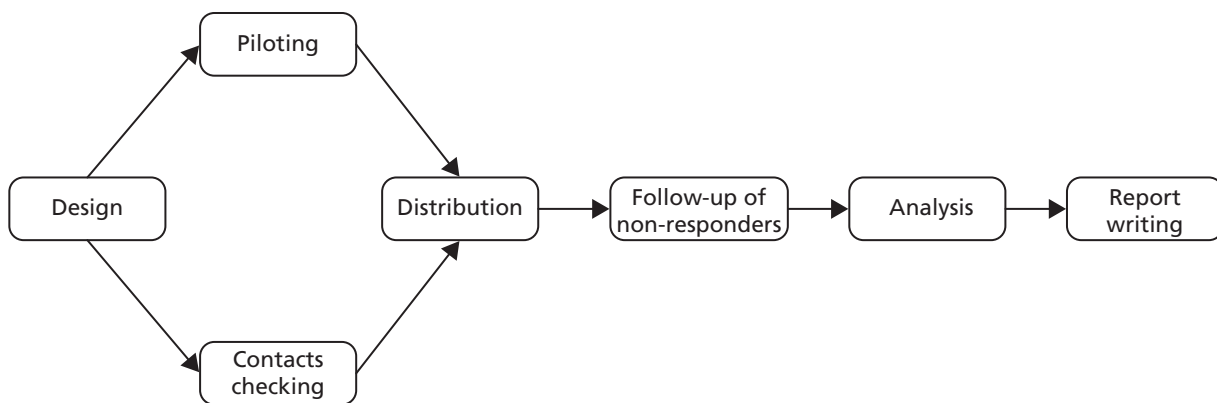 Piloting
Design
Distribution
Follow-up of
non-responders
Analysis
Report
writing
Contacts
checking